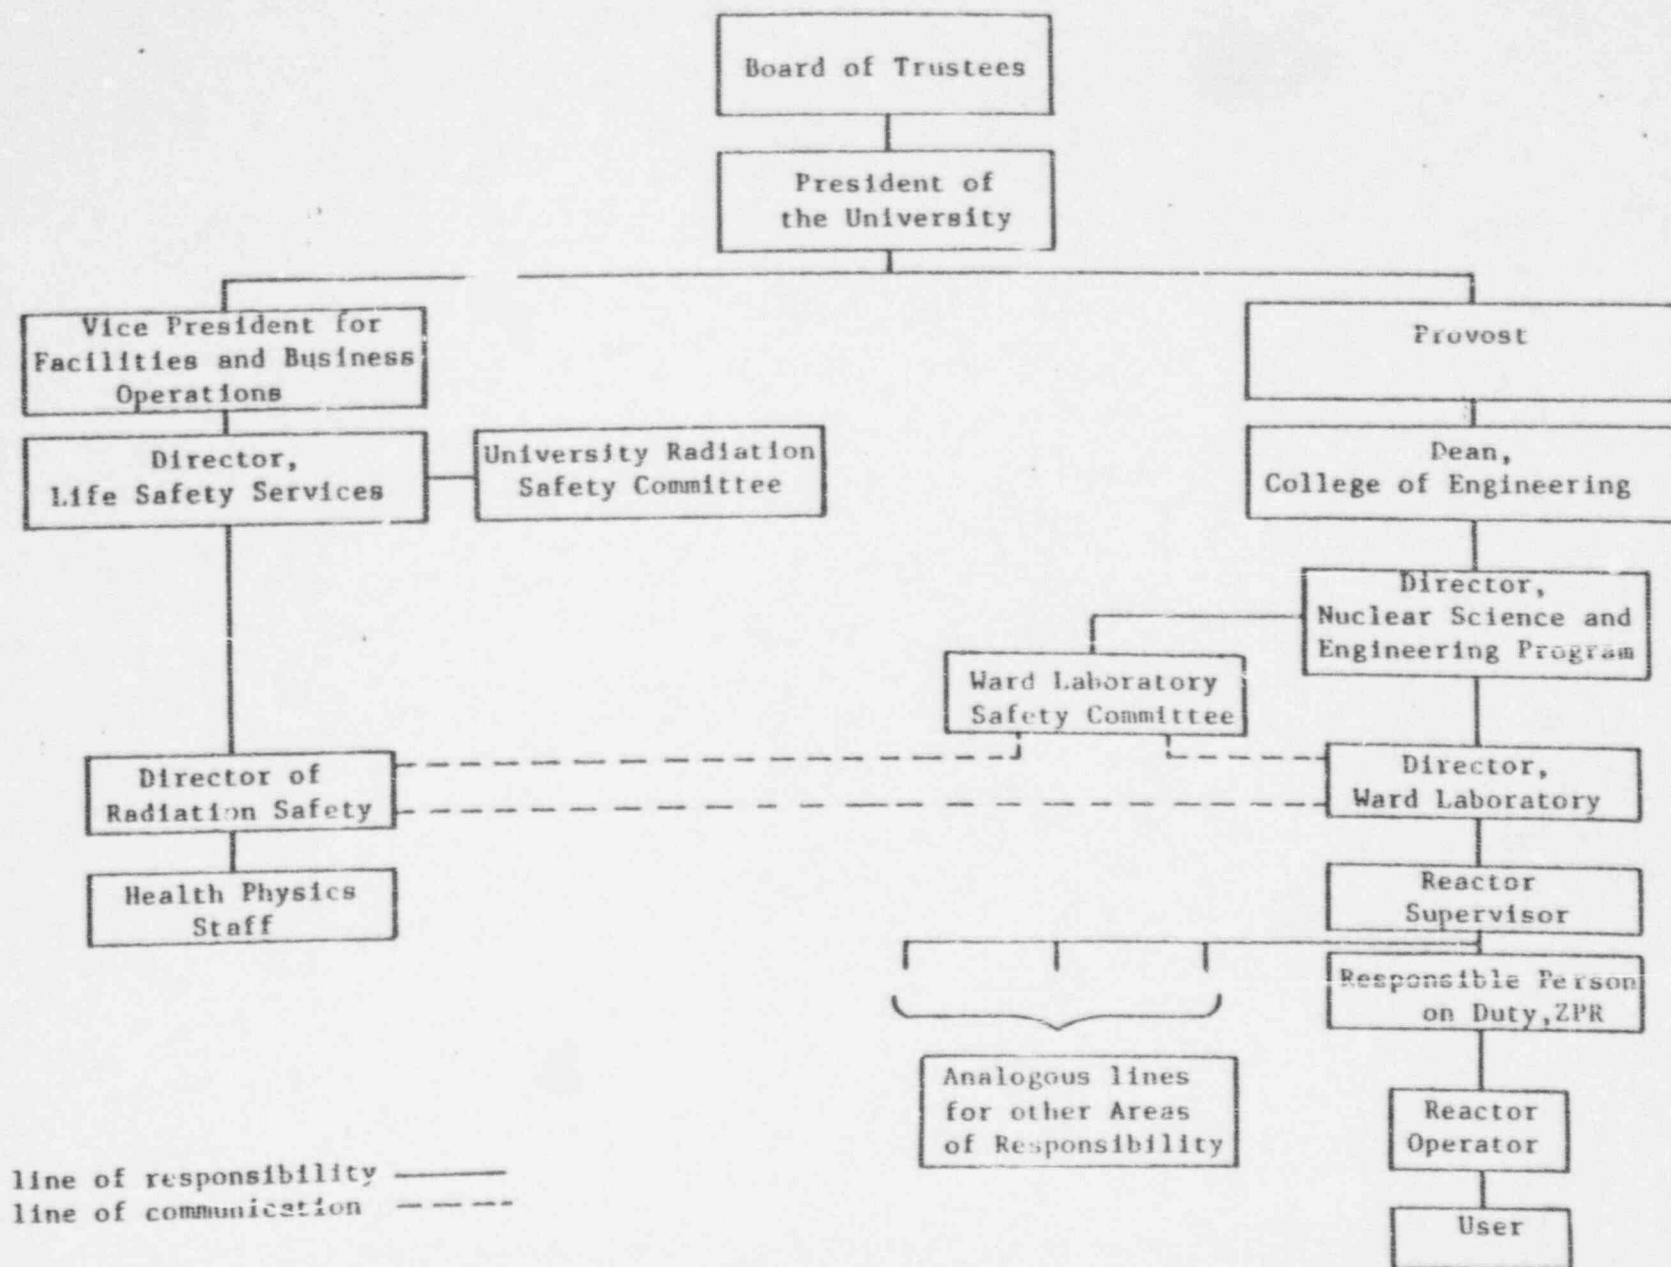 Board of Trustees
President of
the University
Vice President for
Facilities and Business
Operations
Provost
Director,
Life Safety Services
University Radiation
Safety Committee
Dean,
College of Engineering
Director,
Nuclear Science and
Engineering Program
Ward Laboratory
Safety Committee
Director of
Radiation Safety
Director,
Ward Laboratory
Health Physics
Staff
Reactor
Supervisor
Responsible Person
on Duty,ZPR
Analogous lines
for other Areas
of Responsibility
Reactor
Operator
User
line of responsibility
line of communication